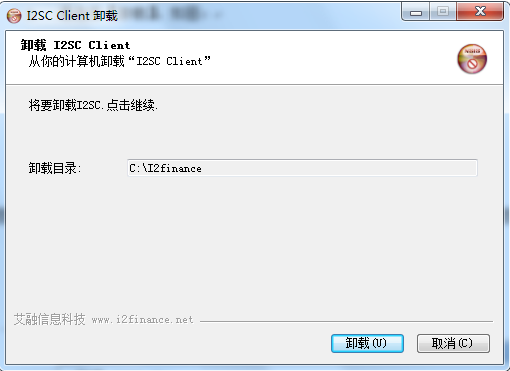 I2SC Client 卸载
卸载 I2SC Client
从你的计算机卸载“I2SC Client”
将要卸载I2SC.点击继续.
卸载目录: C:\I2finance
艾融信息科技 www.i2finance.net
卸载(U) 取消(C)